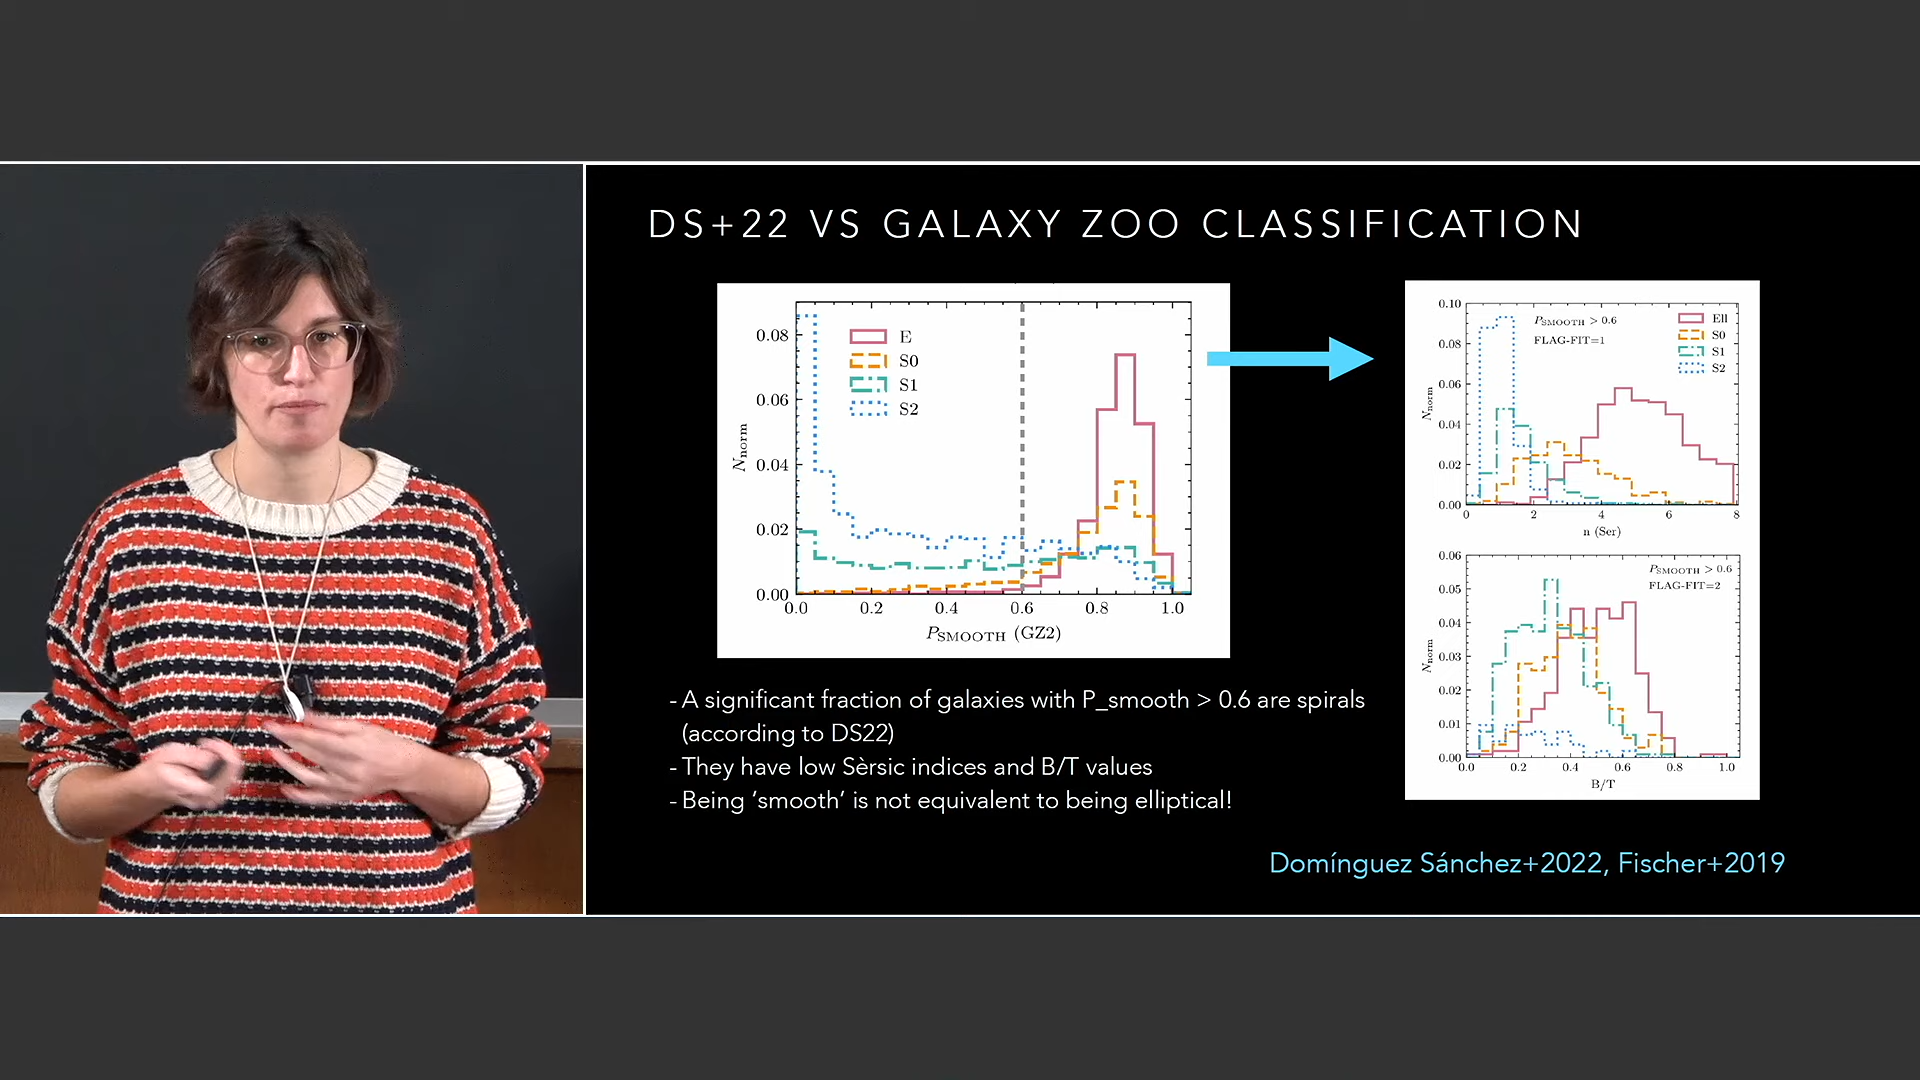 DS+22 VS GALAXY ZOO CLASSIFICATION
E
S0
S1
S2
0.08
0.06
0.04
0.02
0.00
N_norm
0.0 0.2 0.4 0.6 0.8 1.0
P_SMOOTH (GZ2)
P_SMOOTH > 0.6
FLAG-FIT=1
Ell
S0
S1
S2
0.10
0.08
0.06
0.04
0.02
0.00
N_norm
0 2 4 6 8
n (Ser)
P_SMOOTH > 0.6
FLAG-FIT=2
0.06
0.05
0.04
0.03
0.02
0.01
0.00
N_norm
0.0 0.2 0.4 0.6 0.8 1.0
B/T
- A significant fraction of galaxies with P_smooth > 0.6 are spirals
(according to DS22)
- They have low Sèrsic indices and B/T values
- Being ’smooth’ is not equivalent to being elliptical!
Domínguez Sánchez+2022, Fischer+2019